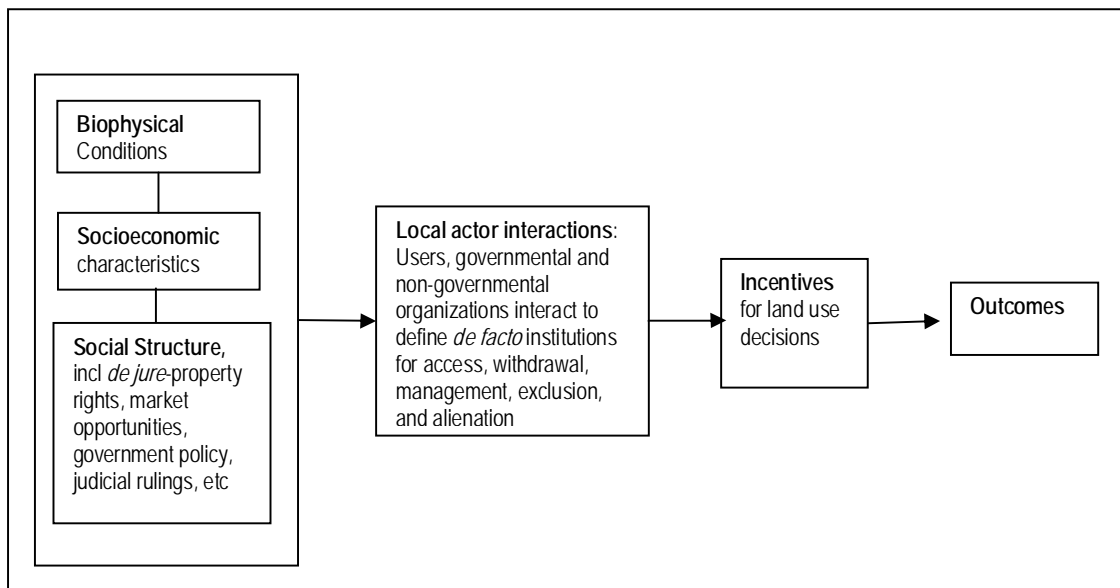 Biophysical
Conditions
Socioeconomic
characteristics
Social Structure,
incl de jure-property
rights, market
opportunities,
government policy,
judicial rulings, etc
Local actor interactions:
Users, governmental and
non-governmental
organizations interact to
define de facto institutions
for access, withdrawal,
management, exclusion,
and alienation
Incentives
for land use
decisions
Outcomes